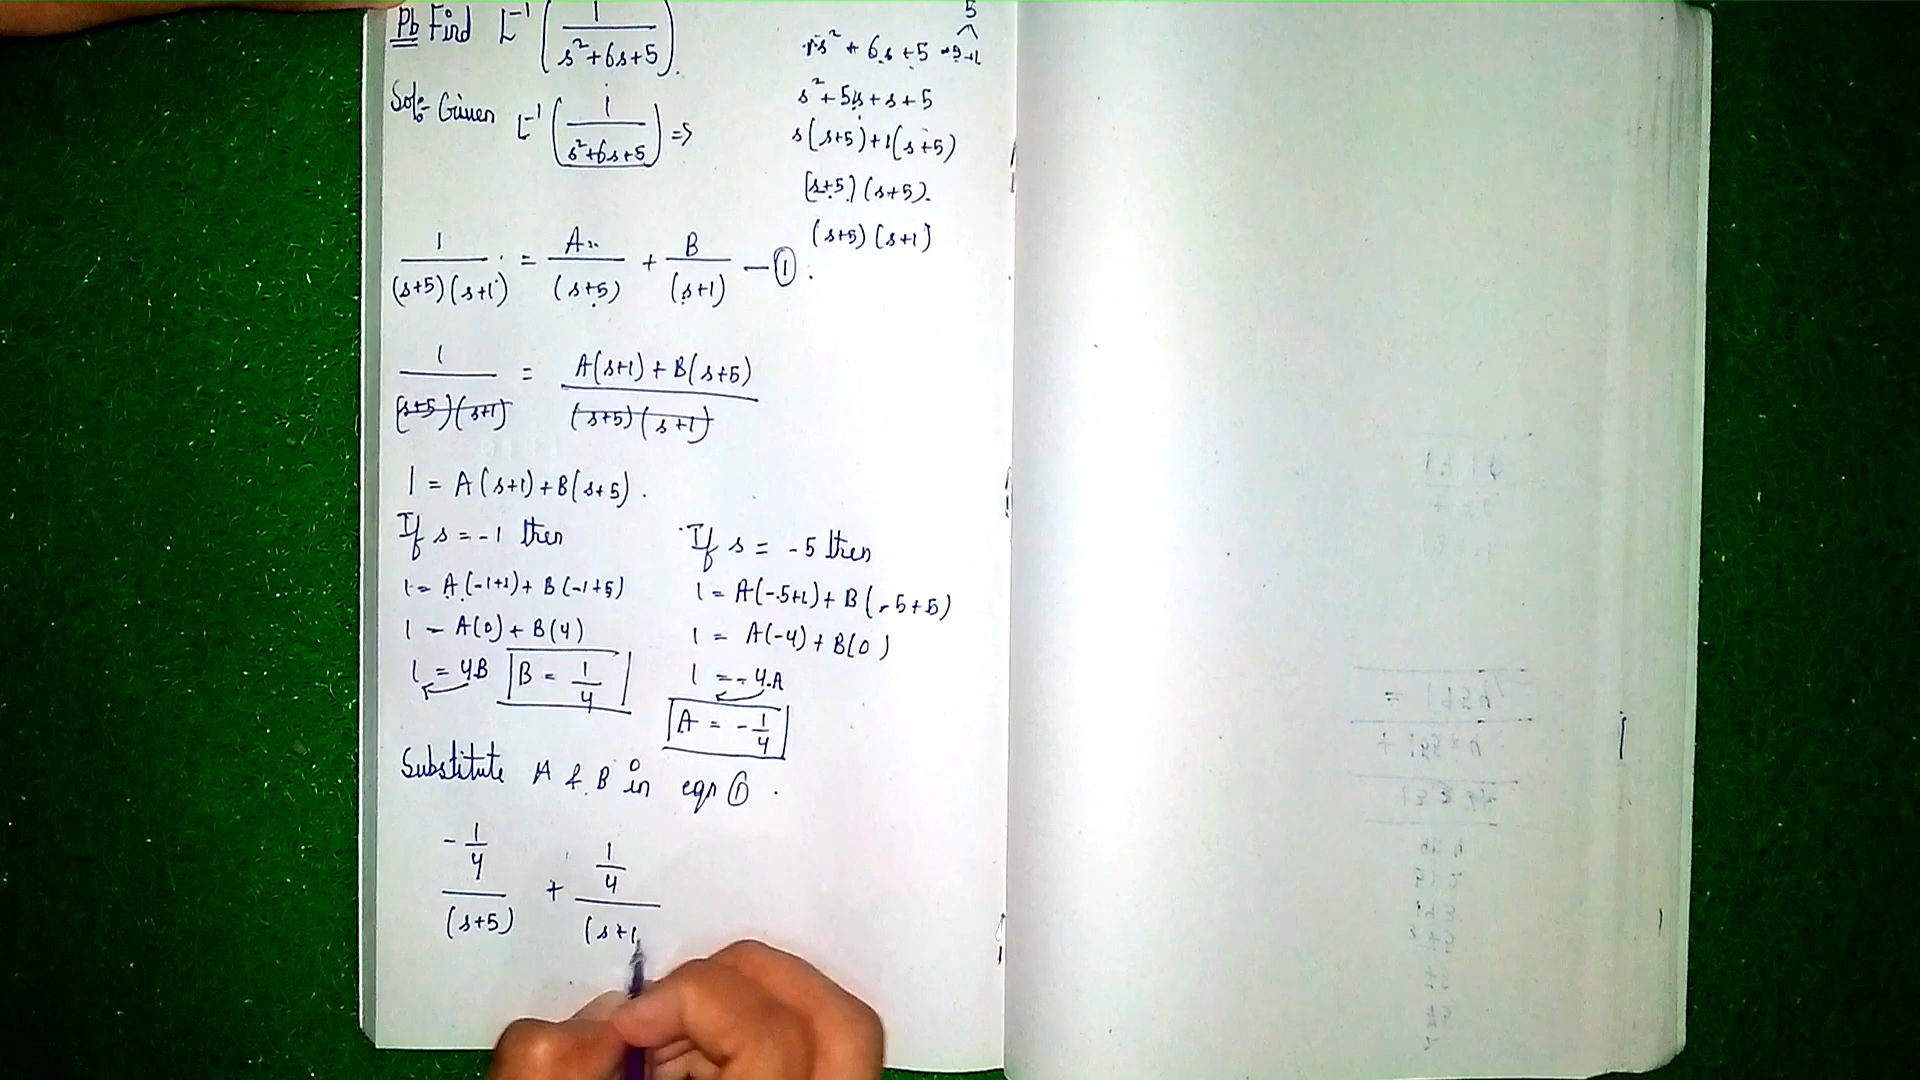 Pb Find L⁻¹ (1/(s²+6s+5)).
Sol:- Given L⁻¹ (1/(s²+6s+5)) =>
5
s² + 6s + 5 → 5+1
s² + 5s + s + 5
s(s+5)+1(s+5)
(s+5)(s+5).
(s+5)(s+1)
1/((s+5)(s+1)) = A/(s+5) + B/(s+1) — ①.
1/((s+5)(s+1)) = (A(s+1) + B(s+5))/((s+5)(s+1))
1 = A(s+1)+B(s+5).
If s = -1 then
1 = A(-1+1)+ B(-1+5)
1 = A(0) + B(4)
1 = 4B B = 1/4
If s = -5 then
1 = A(-5+1)+ B(-5+5)
1 = A(-4) + B(0)
1 = -4A
A = -1/4
Substitute A & B in eqn ①.
(-1/4)/(s+5) + (1/4)/(s+1